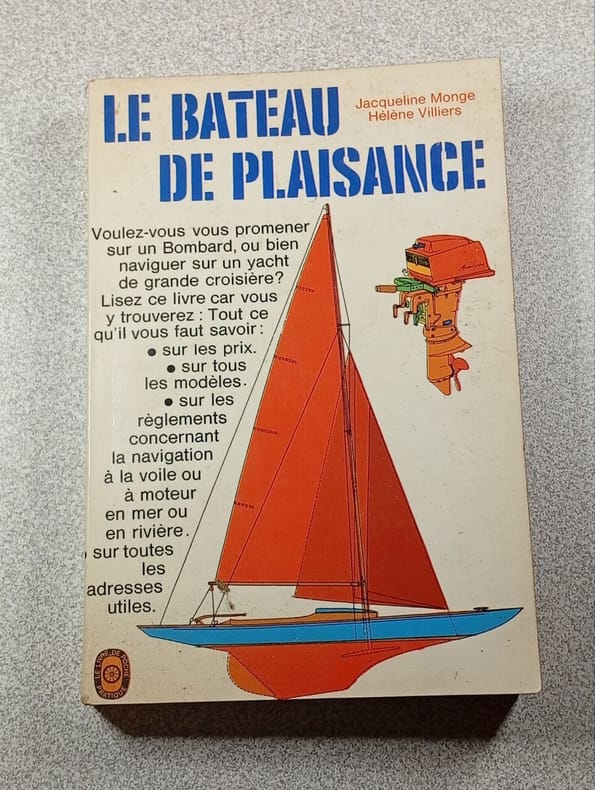 LE BATEAU
DE PLAISANCE
Jacqueline Monge
Hélène Villiers
Voulez-vous vous promener
sur un Bombard, ou bien
naviguer sur un yacht
de grande croisière?
Lisez ce livre car vous
y trouverez : Tout ce
qu'il vous faut savoir :
• sur les prix.
• sur tous
les modèles.
• sur les
règlements
concernant
la navigation
à la voile ou
à moteur
en mer ou
en rivière.
• sur toutes
les
adresses
utiles.
LE LIVRE DE POCHE
PRATIQUE